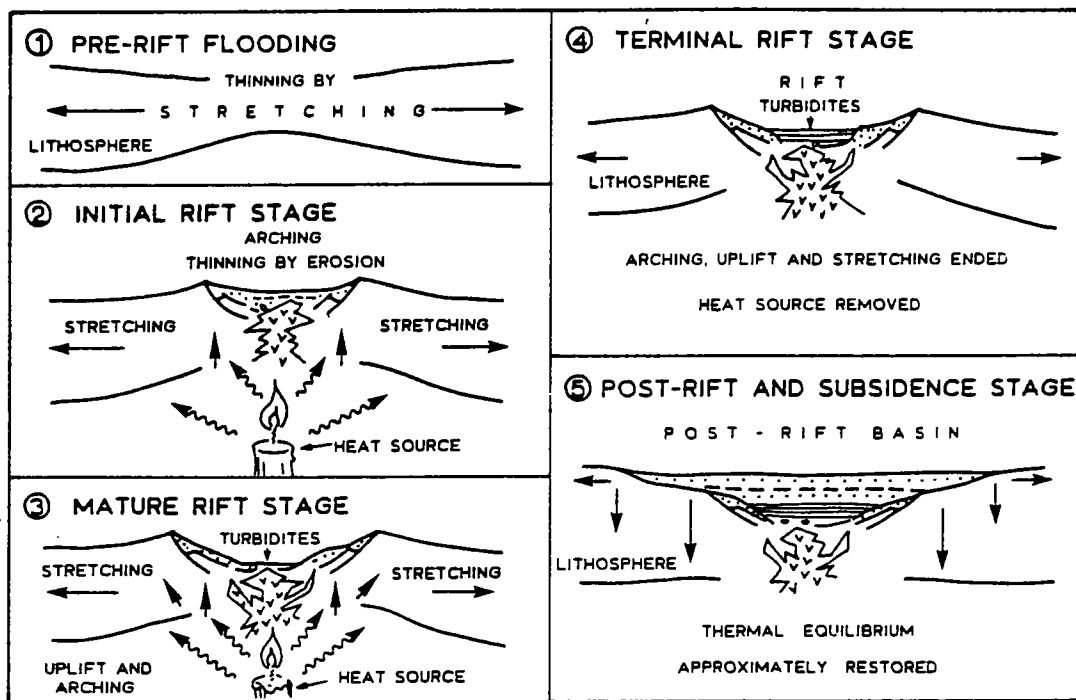 ① PRE-RIFT FLOODING
THINNING BY
STRETCHING
LITHOSPHERE
② INITIAL RIFT STAGE
ARCHING
THINNING BY EROSION
STRETCHING STRETCHING
HEAT SOURCE
③ MATURE RIFT STAGE
TURBIDITES
STRETCHING STRETCHING
UPLIFT AND
ARCHING
HEAT SOURCE
④ TERMINAL RIFT STAGE
RIFT
TURBIDITES
LITHOSPHERE
ARCHING, UPLIFT AND STRETCHING ENDED
HEAT SOURCE REMOVED
⑤ POST-RIFT AND SUBSIDENCE STAGE
POST - RIFT BASIN
LITHOSPHERE
THERMAL EQUILIBRIUM
APPROXIMATELY RESTORED